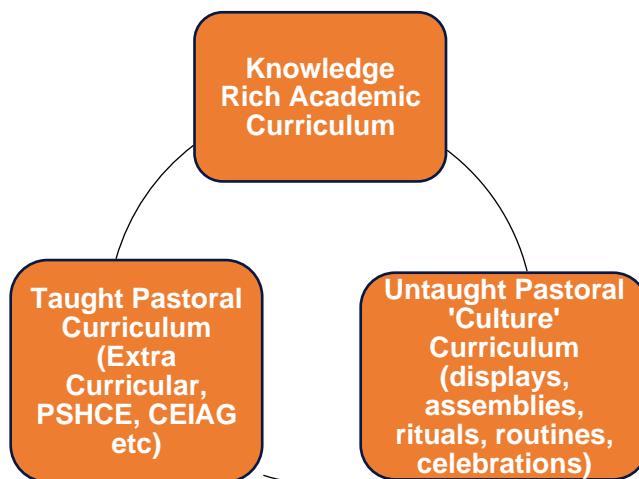 Knowledge
Rich Academic
Curriculum
Taught Pastoral
Curriculum
(Extra
Curricular,
PSHCE, CEIAG
etc)
Untaught Pastoral
'Culture'
Curriculum
(displays,
assemblies,
rituals, routines,
celebrations)